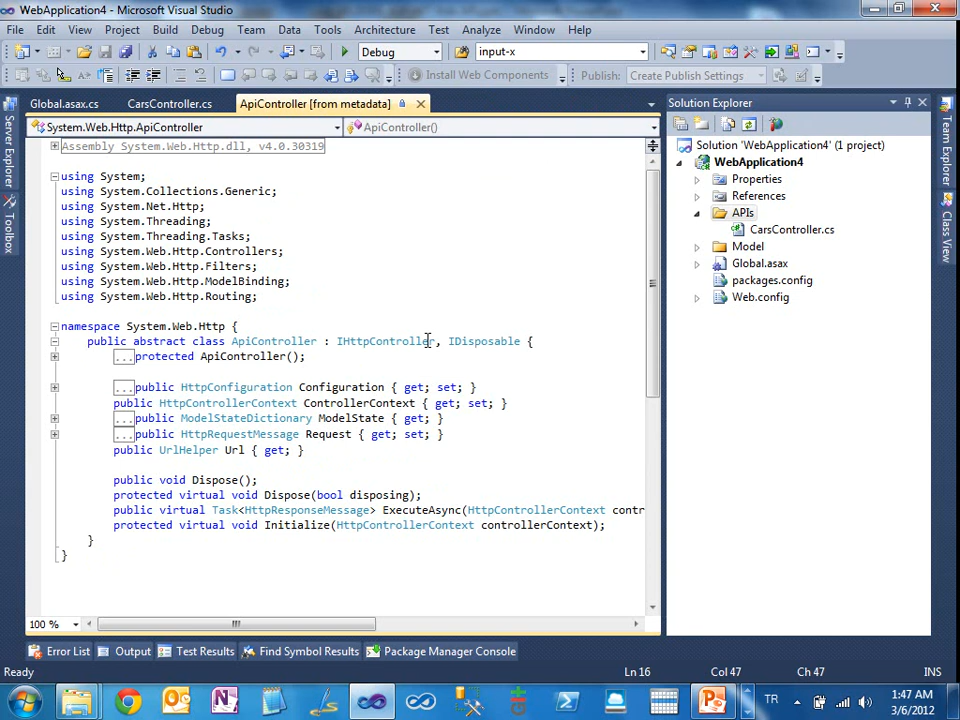 WebApplication4 - Microsoft Visual Studio
File Edit View Project Build Debug Team Data Tools Architecture Test Analyze Window Help
Debug input-x
Install Web Components Publish: Create Publish Settings
Global.asax.cs CarsController.cs ApiController [from metadata]
System.Web.Http.ApiController ApiController()
Assembly System.Web.Http.dll, v4.0.30319
using System;
using System.Collections.Generic;
using System.Net.Http;
using System.Threading;
using System.Threading.Tasks;
using System.Web.Http.Controllers;
using System.Web.Http.Filters;
using System.Web.Http.ModelBinding;
using System.Web.Http.Routing;
namespace System.Web.Http {
public abstract class ApiController : IHttpController, IDisposable {
...protected ApiController();
...public HttpConfiguration Configuration { get; set; }
public HttpControllerContext ControllerContext { get; set; }
...public ModelStateDictionary ModelState { get; }
...public HttpRequestMessage Request { get; set; }
public UrlHelper Url { get; }
public void Dispose();
protected virtual void Dispose(bool disposing);
public virtual Task<HttpResponseMessage> ExecuteAsync(HttpControllerContext contr
protected virtual void Initialize(HttpControllerContext controllerContext);
}
}
100 %
Server Explorer
Toolbox
Solution Explorer
Solution 'WebApplication4' (1 project)
WebApplication4
Properties
References
APIs
CarsController.cs
Model
Global.asax
packages.config
Web.config
Team Explorer
Class View
Error List Output Test Results Find Symbol Results Package Manager Console
Ready Ln 16 Col 47 Ch 47 INS
TR 1:47 AM
3/6/2012